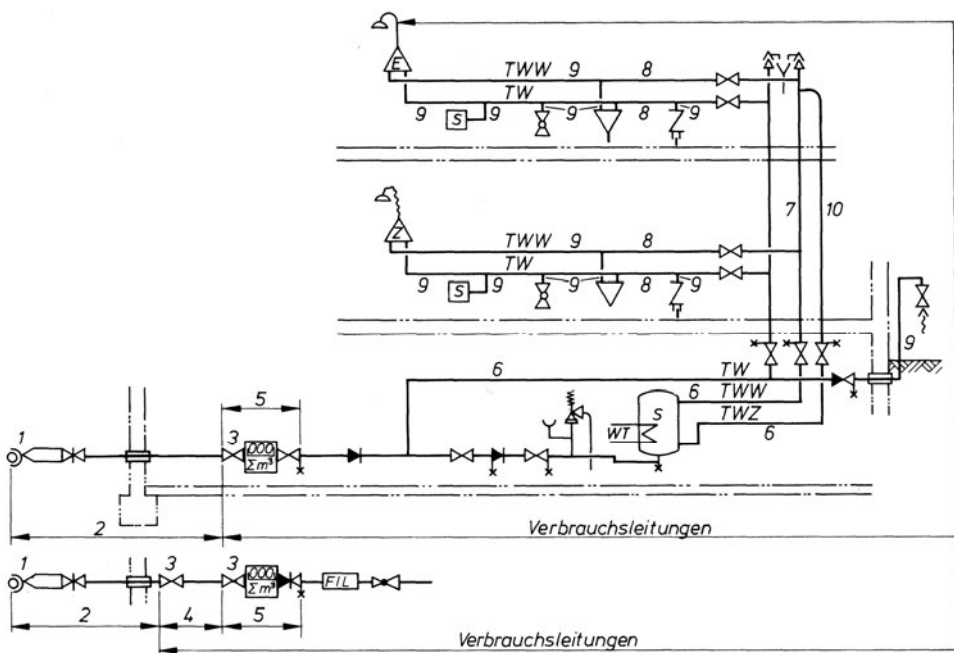 E TWW 9 8
TW
9 S 9 9 8 9
7 10
Z TWW 9 8
TW
9 S 9 9 8 9
9
6 TW
5 6 TWW
S TWZ
WT 6
1 3 000
Σm³
2 Verbrauchsleitungen
1 3 3 000
Σm³ FIL
2 4 5
Verbrauchsleitungen